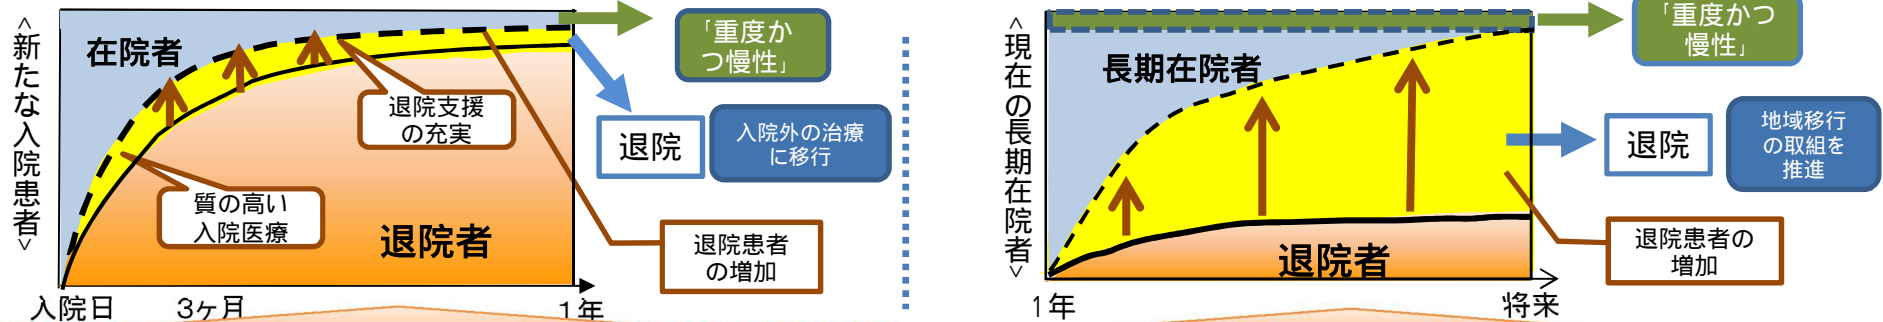 <新たな入院患者>
在院者
退院支援
の充実
質の高い
入院医療
退院者
入院日
3ヶ月
1年
「重度か
つ慢性」
退院
入院外の治療
に移行
退院患者
の増加
<現在の長期在院者>
長期在院者
退院者
1年
将来
「重度かつ
慢性」
退院
地域移行
の取組を
推進
退院患者の
増加